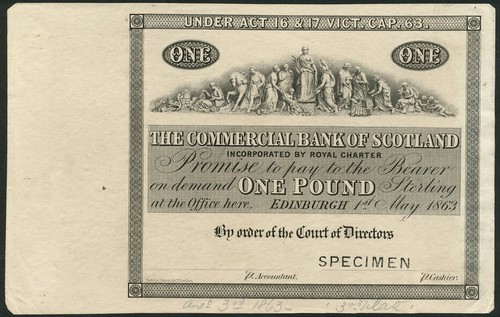 UNDER ACT 16 & 17 VICT. CAP. 63.
ONE ONE
THE COMMERCIAL BANK OF SCOTLAND
INCORPORATED BY ROYAL CHARTER
Promise to pay to the Bearer
on demand ONE POUND Sterling
at the Office here. EDINBURGH 1st May 1863
By order of the Court of Directors
SPECIMEN
P. Accountant. P. Cashier.
3rd 1863